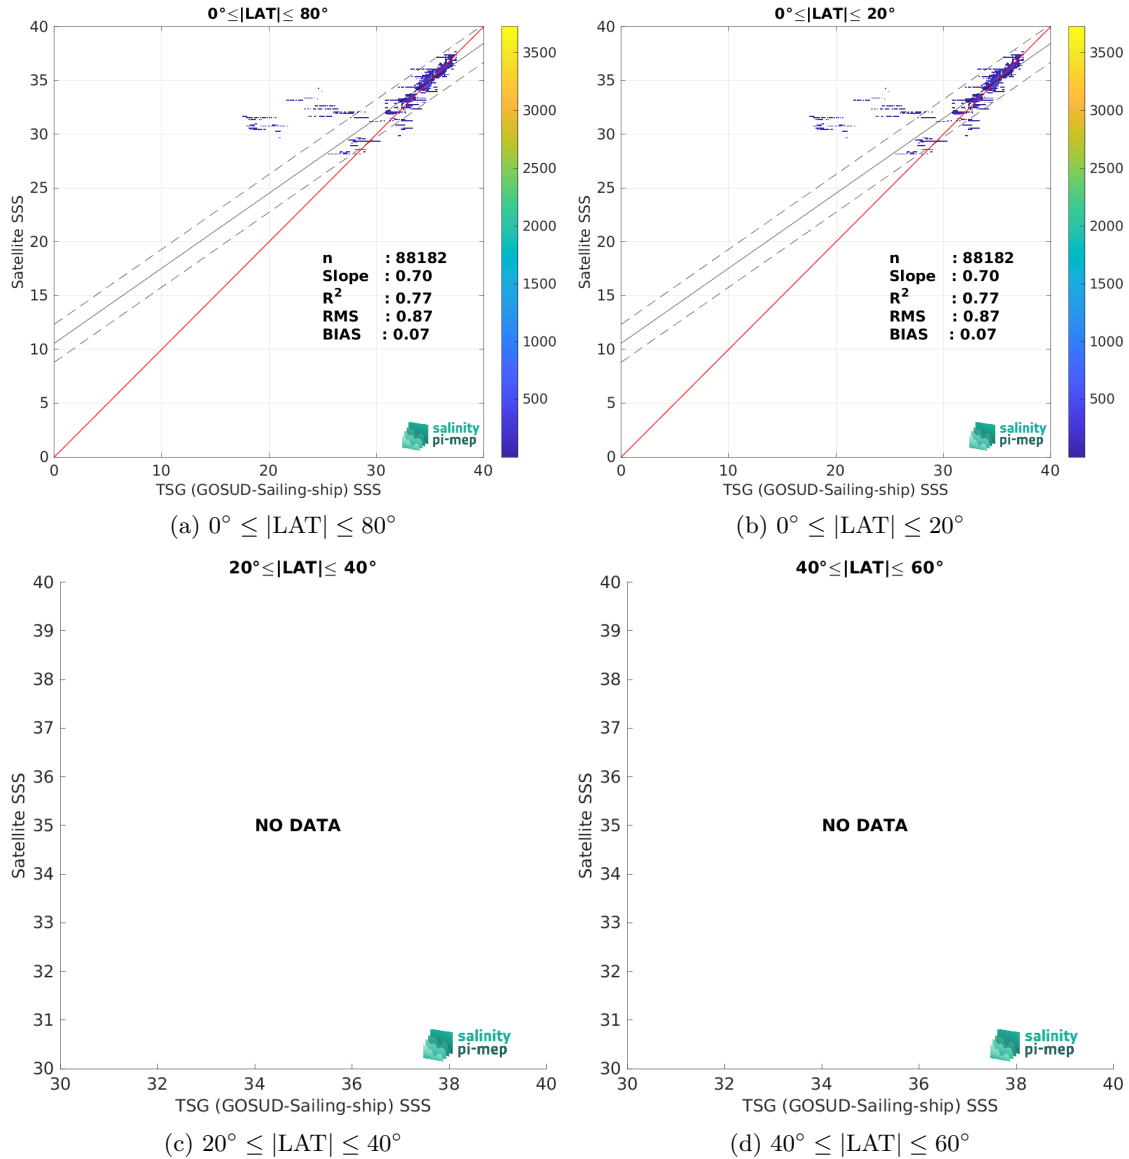 0°≤|LAT|≤ 80°
Satellite SSS
40
35
30
25
20
15
10
5
0
0
10
20
30
40
3500
3000
2500
2000
1500
1000
500
n : 88182
Slope : 0.70
R² : 0.77
RMS : 0.87
BIAS : 0.07
salinity
pi-mep
TSG (GOSUD-Sailing-ship) SSS
(a) 0° ≤ |LAT| ≤ 80°
0°≤|LAT|≤ 20°
Satellite SSS
40
35
30
25
20
15
10
5
0
0
10
20
30
40
3500
3000
2500
2000
1500
1000
500
n : 88182
Slope : 0.70
R² : 0.77
RMS : 0.87
BIAS : 0.07
salinity
pi-mep
TSG (GOSUD-Sailing-ship) SSS
(b) 0° ≤ |LAT| ≤ 20°
20°≤|LAT|≤ 40°
Satellite SSS
40
39
38
37
36
35
34
33
32
31
30
NO DATA
salinity
pi-mep
30
32
34
36
38
40
TSG (GOSUD-Sailing-ship) SSS
(c) 20° ≤ |LAT| ≤ 40°
40°≤|LAT|≤ 60°
Satellite SSS
40
39
38
37
36
35
34
33
32
31
30
NO DATA
salinity
pi-mep
30
32
34
36
38
40
TSG (GOSUD-Sailing-ship) SSS
(d) 40° ≤ |LAT| ≤ 60°